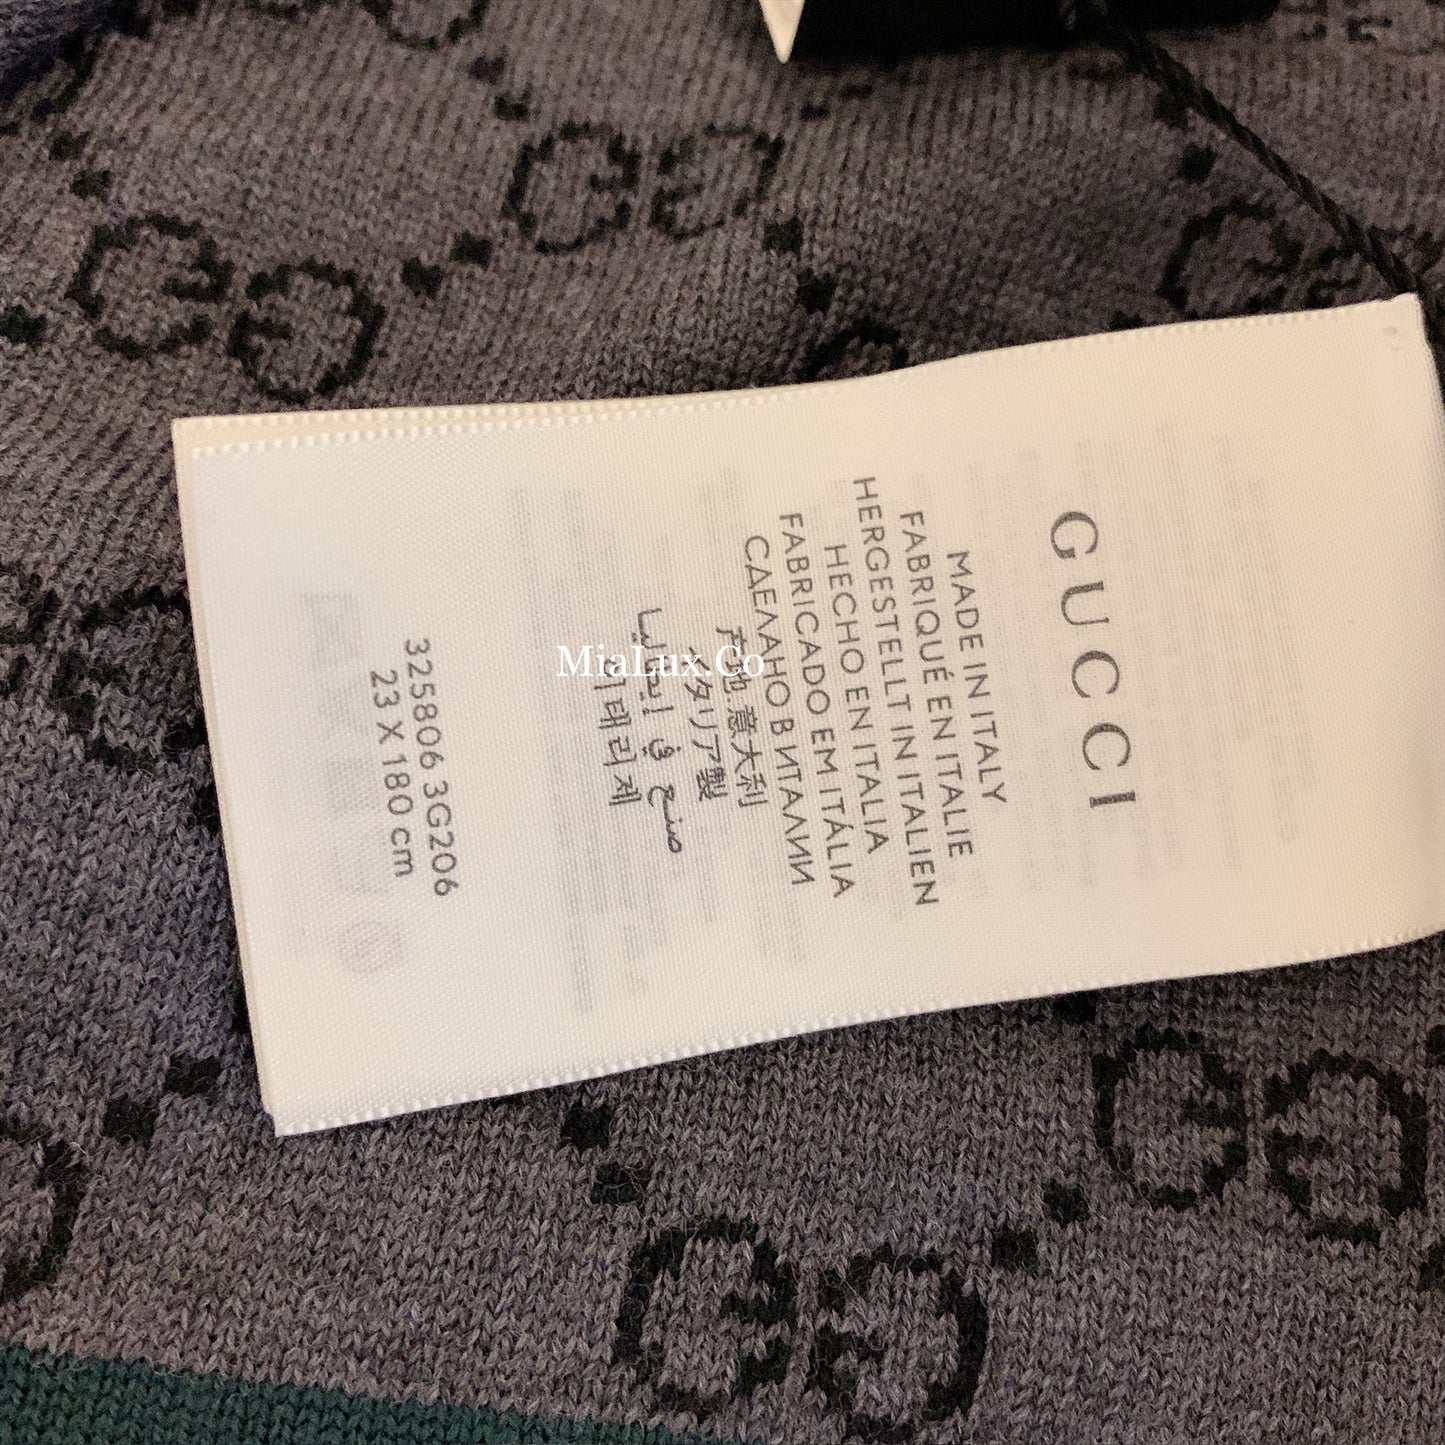 GUCCI
MADE IN ITALY
FABRIQUÉ EN ITALIE
HERGESTELLT IN ITALIEN
HECHO EN ITALIA
FABRICADO EM ITÁLIA
СДЕЛАНО В ИТАЛИИ
产地.意大利
イタリア製
صنع في إيطاليا
이태리제
325806 3G206
23 X 180 cm
MiaLux.Co